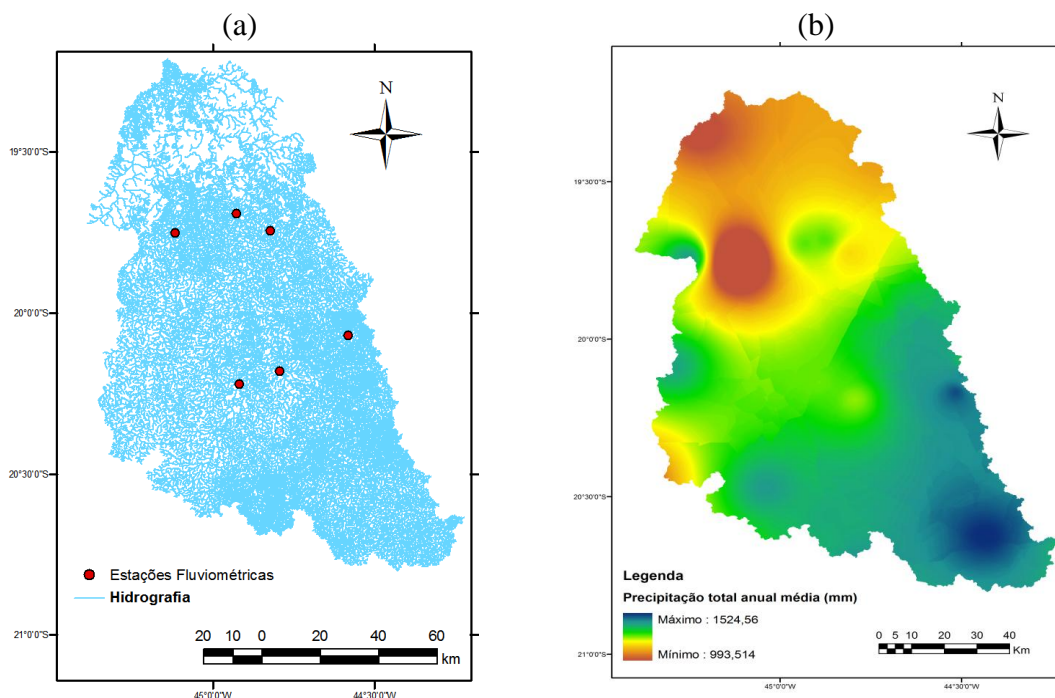 (a)
N
19°30'0"S
20°0'0"S
20°30'0"S
21°0'0"S
Estações Fluviométricas
Hidrografia
20 10 0 20 40 60
km
45°0'0"W 44°30'0"W
(b)
N
19°30'0"S
20°0'0"S
20°30'0"S
21°0'0"S
Legenda
Precipitação total anual média (mm)
Máximo : 1524,56
Mínimo : 993,514
0 5 10 20 30 40
Km
45°0'0"W 44°30'0"W